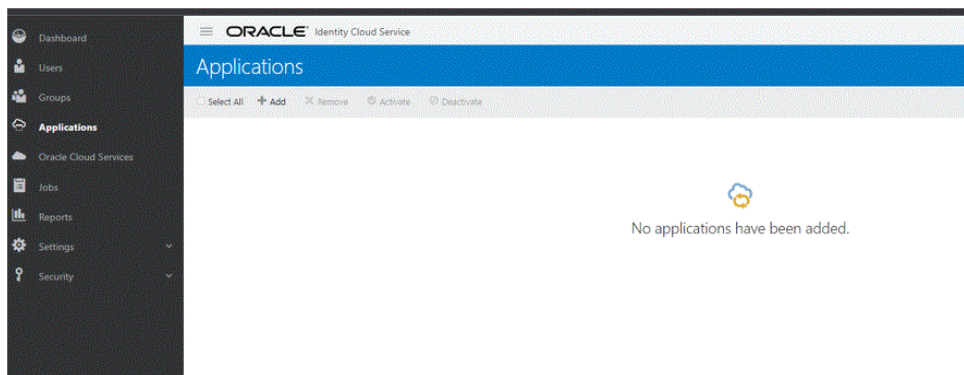 Dashboard
Users
Groups
Applications
Oracle Cloud Services
Jobs
Reports
Settings
Security
ORACLE Identity Cloud Service
Applications
Select All Add Remove Activate Deactivate
No applications have been added.